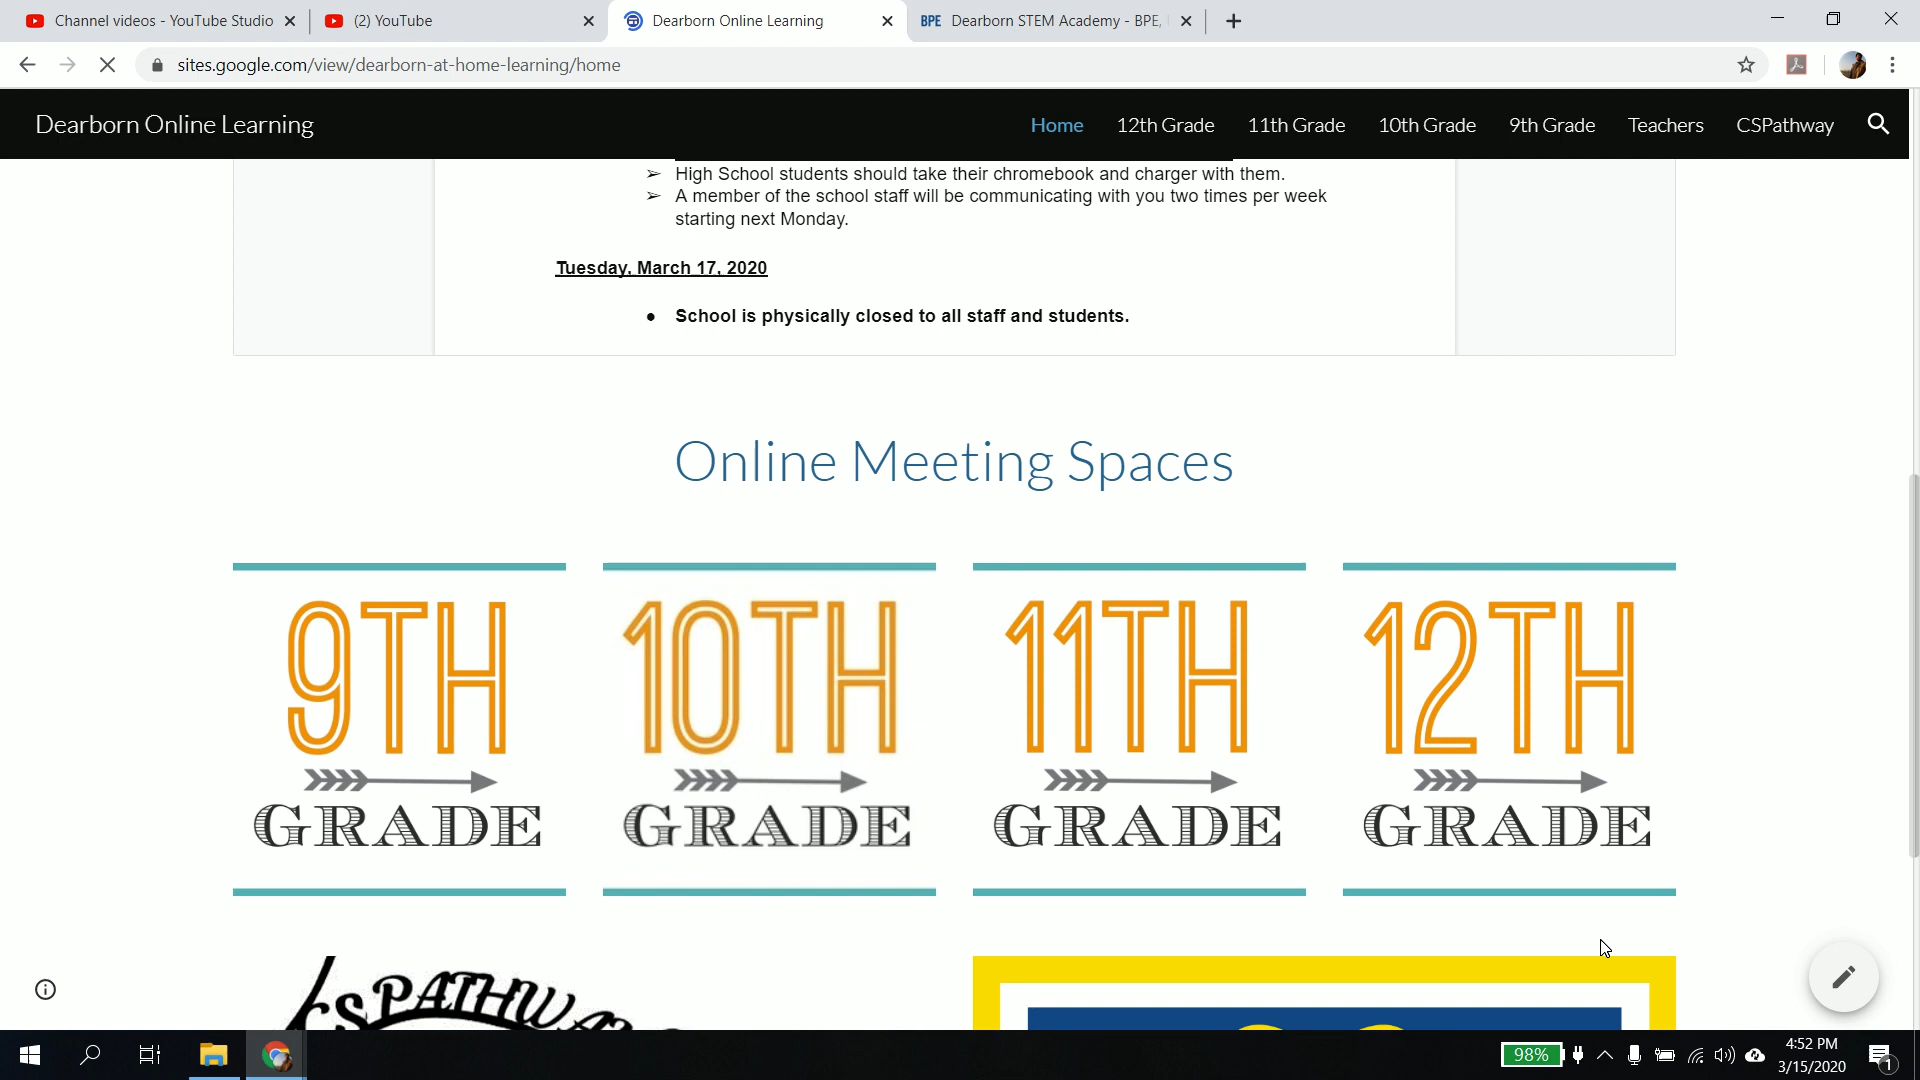 Channel videos - YouTube Studio
(2) YouTube
Dearborn Online Learning
BPE Dearborn STEM Academy - BPE,
sites.google.com/view/dearborn-at-home-learning/home
Dearborn Online Learning
Home
12th Grade
11th Grade
10th Grade
9th Grade
Teachers
CSPathway
➢ High School students should take their chromebook and charger with them.
➢ A member of the school staff will be communicating with you two times per week
starting next Monday.
Tuesday, March 17, 2020
● School is physically closed to all staff and students.
Online Meeting Spaces
9TH
GRADE
10TH
GRADE
11TH
GRADE
12TH
GRADE
98%
4:52 PM
3/15/2020
1